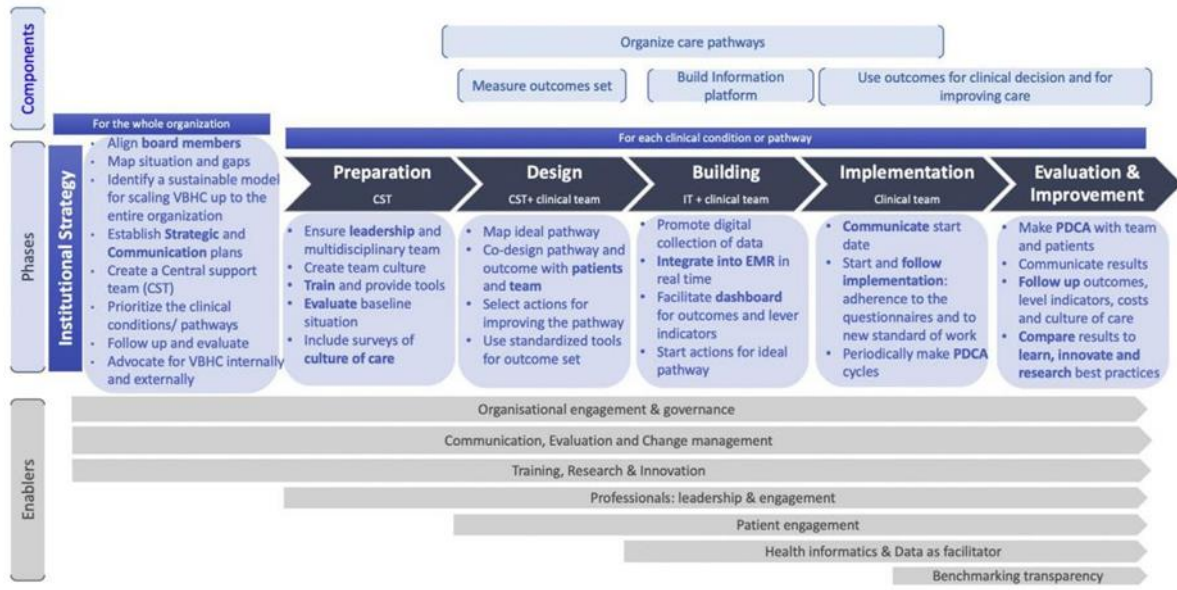 Components
Organize care pathways
Measure outcomes set
Build Information
platform
Use outcomes for clinical decision and for
improving care
For the whole organization
For each clinical condition or pathway
Phases
Institutional Strategy
• Align board members
• Map situation and gaps
• Identify a sustainable model
for scaling VBHC up to the
entire organization
• Establish Strategic and
Communication plans
• Create a Central support
team (CST)
• Prioritize the clinical
conditions/ pathways
• Follow up and evaluate
• Advocate for VBHC internally
and externally
Preparation
CST
• Ensure leadership and
multidisciplinary team
• Create team culture
• Train and provide tools
• Evaluate baseline
situation
• Include surveys of
culture of care
Design
CST+ clinical team
• Map ideal pathway
• Co-design pathway and
outcome with patients
and team
• Select actions for
improving the pathway
• Use standardized tools
for outcome set
Building
IT + clinical team
• Promote digital
collection of data
• Integrate into EMR in
real time
• Facilitate dashboard
for outcomes and lever
indicators
• Start actions for ideal
pathway
Implementation
Clinical team
• Communicate start
date
• Start and follow
implementation:
adherence to the
questionnaires and to
new standard of work
• Periodically make PDCA
cycles
Evaluation &
Improvement
• Make PDCA with team
and patients
• Communicate results
• Follow up outcomes,
level indicators, costs
and culture of care
• Compare results to
learn, innovate and
research best practices
Enablers
Organisational engagement & governance
Communication, Evaluation and Change management
Training, Research & Innovation
Professionals: leadership & engagement
Patient engagement
Health informatics & Data as facilitator
Benchmarking transparency